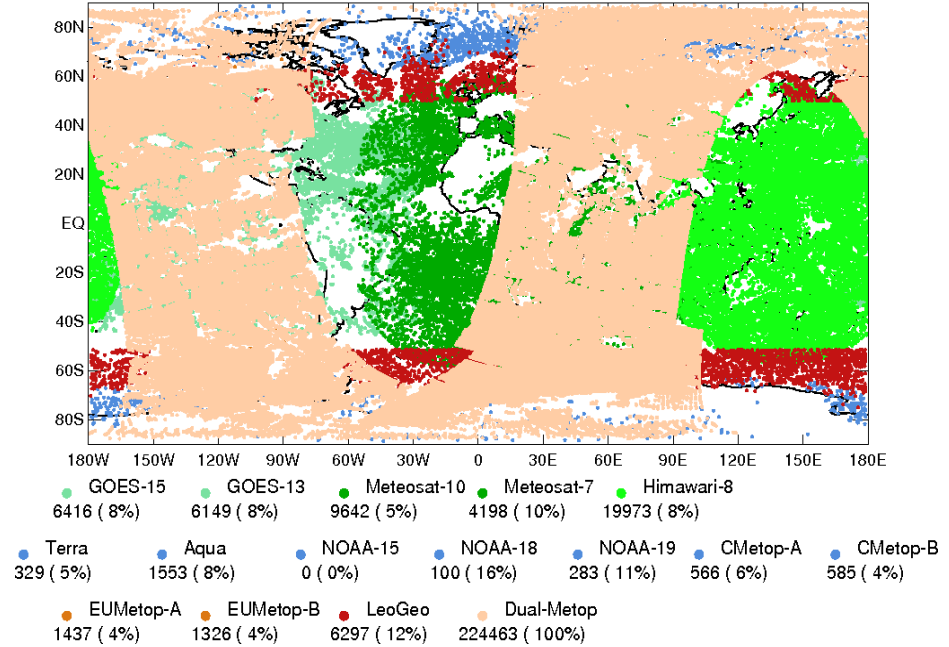 80N
60N
40N
20N
EQ
20S
40S
60S
80S
180W 150W 120W 90W 60W 30W 0 30E 60E 90E 120E 150E 180E
GOES-15 GOES-13 Meteosat-10 Meteosat-7 Himawari-8
6416 ( 8%) 6149 ( 8%) 9642 ( 5%) 4198 ( 10%) 19973 ( 8%)
Terra Aqua NOAA-15 NOAA-18 NOAA-19 CMetop-A CMetop-B
329 ( 5%) 1553 ( 8%) 0 ( 0%) 100 ( 16%) 283 ( 11%) 566 ( 6%) 585 ( 4%)
EUMetop-A EUMetop-B LeoGeo Dual-Metop
1437 ( 4%) 1326 ( 4%) 6297 ( 12%) 224463 ( 100%)